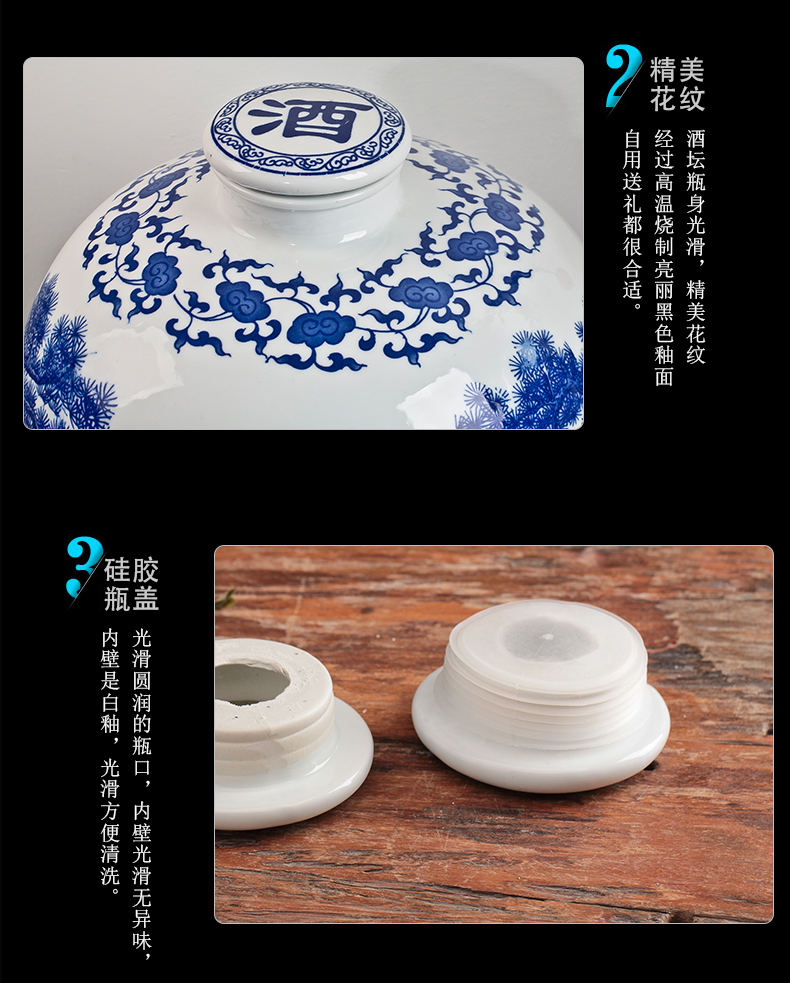 2
精美
花纹
酒坛瓶身光滑，精美花纹
经过高温烧制亮丽黑色釉面
自用送礼都很合适。
酒
3
硅胶
瓶盖
光滑圆润的瓶口，内壁光滑无异味，
内壁是白釉，光滑方便清洗。